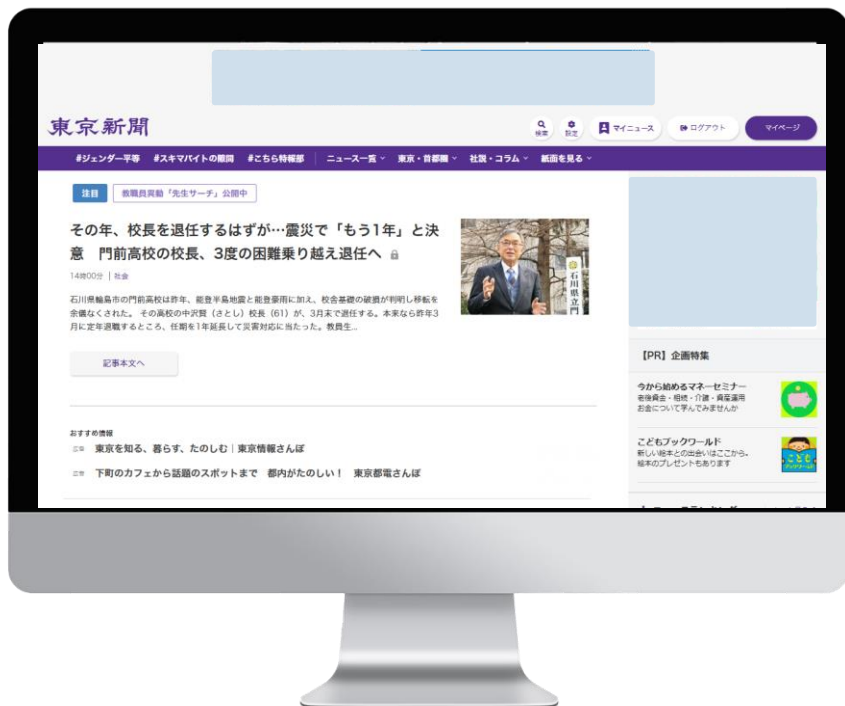 東京新聞
検索
設定
マイニュース
ログアウト
マイページ
#ジェンダー平等 #スキマバイトの隙間 #こちら特報部 ニュース一覧 東京・首都圏 社説・コラム 紙面を見る
注目 教職員異動「先生サーチ」公開中
その年、校長を退任するはずが…震災で「もう1年」と決
意 門前高校の校長、3度の困難乗り越え退任へ
14時00分 | 社会
石川県輪島市の門前高校は昨年、能登半島地震と能登豪雨に加え、校舎基礎の破損が判明し移転を
余儀なくされた。 その高校の中沢賢(さとし)校長(61)が、3月末で退任する。本来なら昨年3
月に定年退職するところ、任期を1年延長して災害対応に当たった。教員生...
石川県立門
記事本文へ
おすすめ情報
広告 東京を知る、暮らす、たのしむ|東京情報さんぽ
広告 下町のカフェから話題のスポットまで 都内がたのしい! 東京都電さんぽ
【PR】企画特集
今から始めるマネーセミナー
老後資金・相続・介護・資産運用
お金について学んでみませんか
こどもブックワールド
新しい絵本との出会いはここから。
絵本のプレゼントもあります
こども
ブックワールド